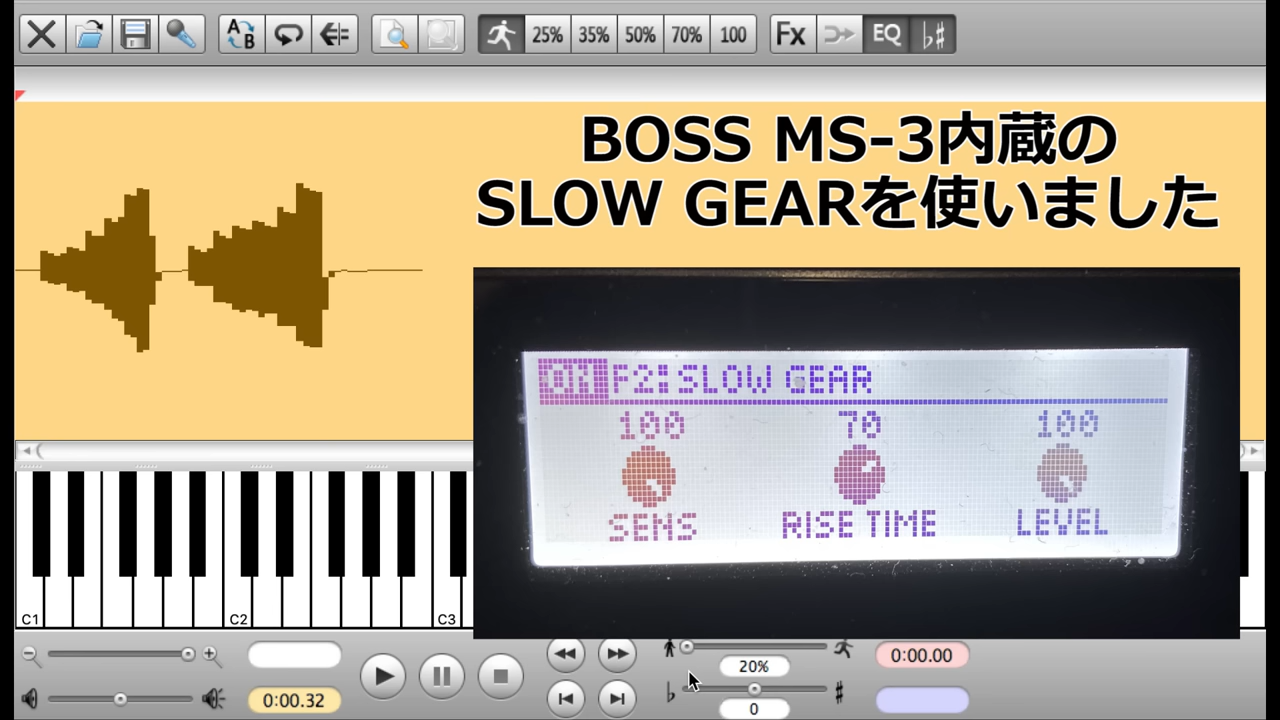 A
B
25%
35%
50%
70%
100
Fx
EQ
♭♯
BOSS MS-3内蔵の
SLOW GEARを使いました
ON F2: SLOW GEAR
100 70 100
SENS RISE TIME LEVEL
C1 C2 C3
20%
0:00.00
0:00.32
♭ ♯
0